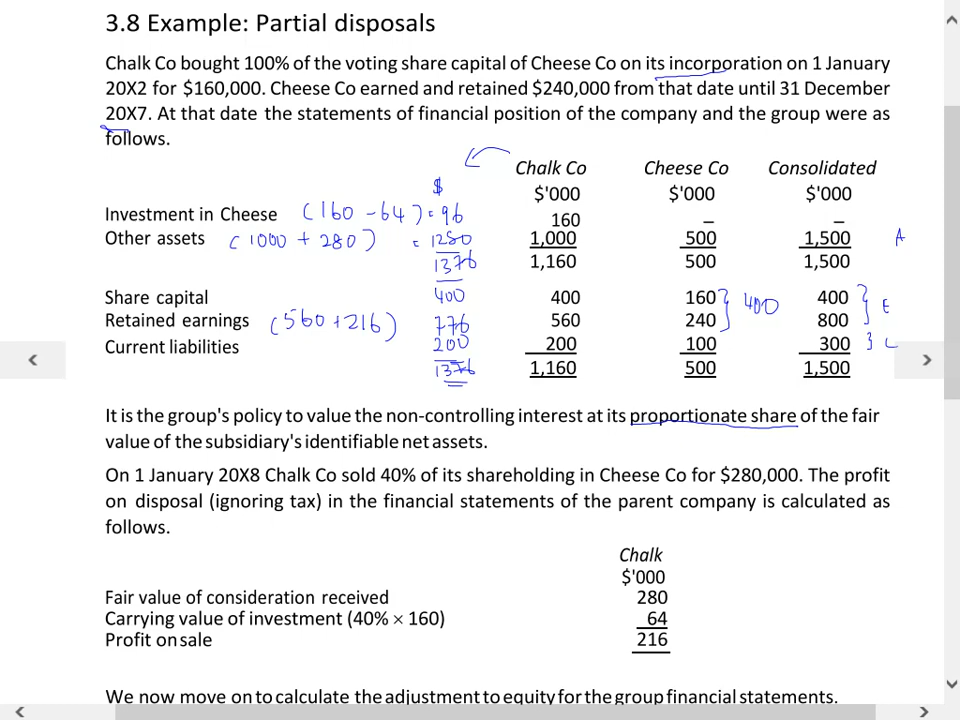 3.8 Example: Partial disposals
Chalk Co bought 100% of the voting share capital of Cheese Co on its incorporation on 1 January
20X2 for $160,000. Cheese Co earned and retained $240,000 from that date until 31 December
20X7. At that date the statements of financial position of the company and the group were as
follows.
Chalk Co Cheese Co Consolidated
$ $'000 $'000 $'000
Investment in Cheese (160 - 64) = 96 160 – –
Other assets (1000 + 280) = 1280 1,000 500 1,500 A
1376 1,160 500 1,500
Share capital 400 400 160 } 400 400 } E
Retained earnings (560 + 216) 776 560 240 800
Current liabilities 200 200 100 300 } L
1376 1,160 500 1,500
It is the group's policy to value the non-controlling interest at its proportionate share of the fair
value of the subsidiary's identifiable net assets.
On 1 January 20X8 Chalk Co sold 40% of its shareholding in Cheese Co for $280,000. The profit
on disposal (ignoring tax) in the financial statements of the parent company is calculated as
follows.
Chalk
$'000
Fair value of consideration received 280
Carrying value of investment (40% × 160) 64
Profit on sale 216
We now move on to calculate the adjustment to equity for the group financial statements.